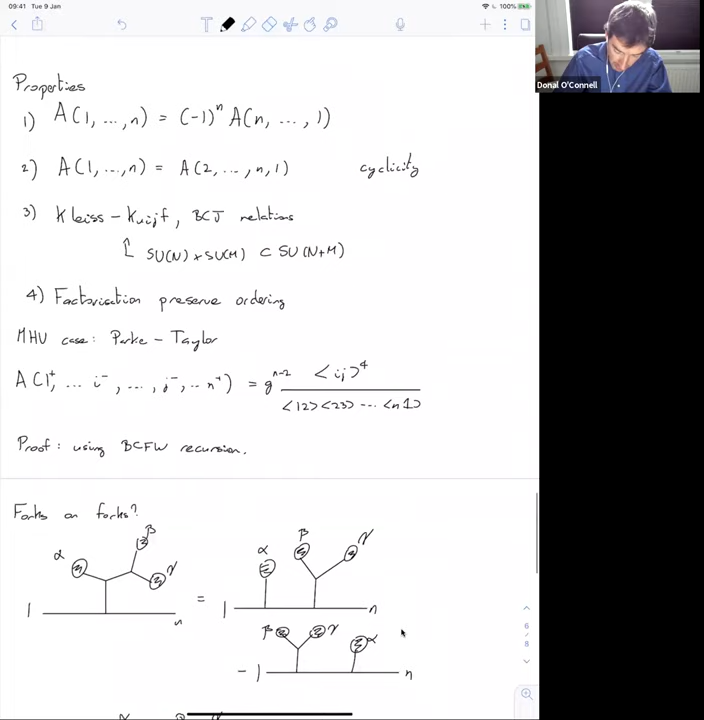 09:41 Tue 9 Jan
100%
Donal O'Connell
Properties
1) A(1, ..., n) = (-1)^n A(n, ..., 1)
2) A(1, ..., n) = A(2, ..., n, 1) cyclicity
3) Kleiss-Kuijf, BCJ relations
SU(N) × SU(M) ⊂ SU(N+M)
4) Factorisation preserve ordering
MHV case: Parke-Taylor
A(1^+, ... i^-, ..., j^-, .. n^+) = g^{n-2} <ij>^4
<12><23> ... <n1>
Proof: using BCFW recursion.
Forks on forks?
α β γ
1 n
=
α β γ
1 n
β γ α
- 1 n
6
/
8